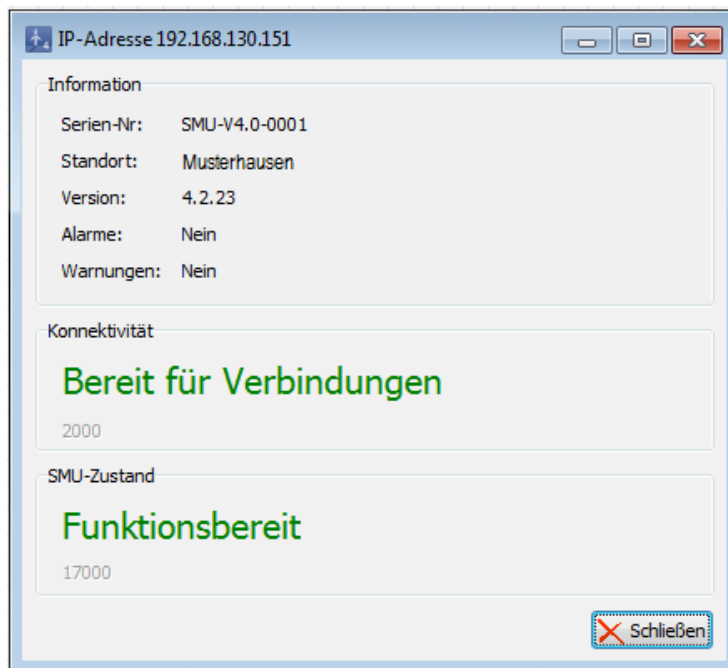 IP-Adresse 192.168.130.151
Information
Serien-Nr: SMU-V4.0-0001
Standort: Musterhausen
Version: 4.2.23
Alarme: Nein
Warnungen: Nein
Konnektivität
Bereit für Verbindungen
2000
SMU-Zustand
Funktionsbereit
17000
Schließen